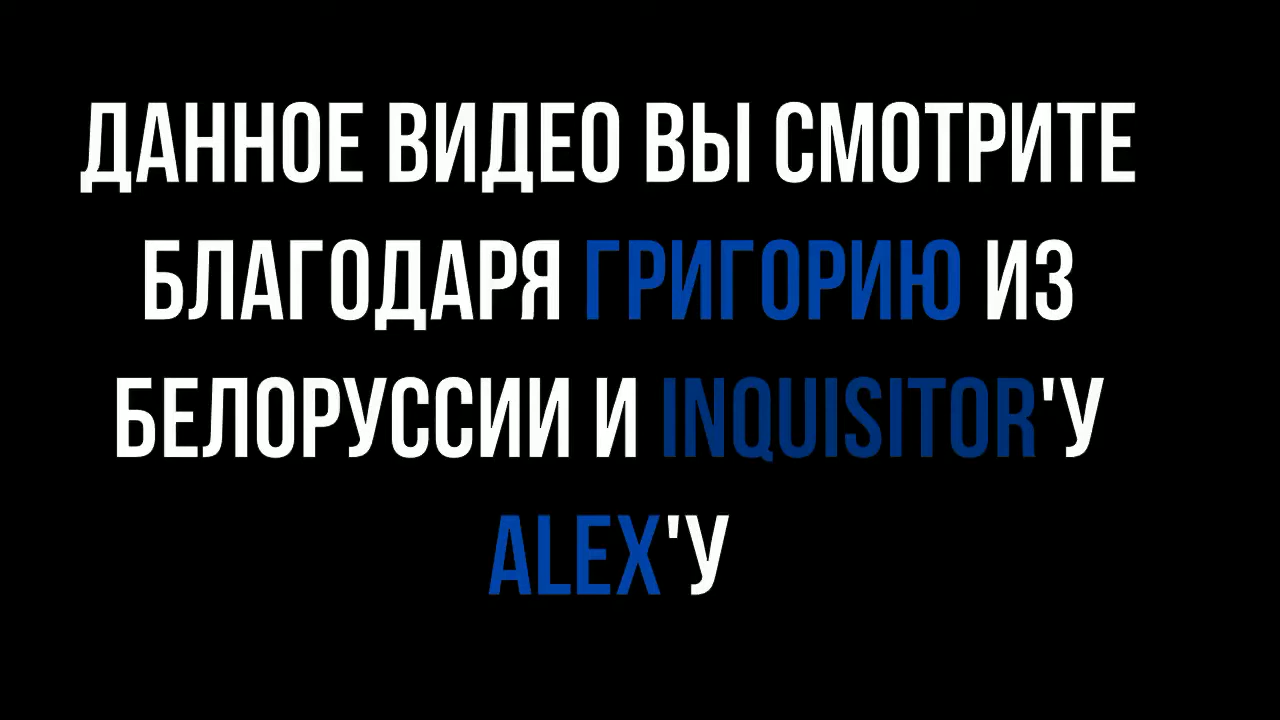 ДАННОЕ ВИДЕО ВЫ СМОТРИТЕ
БЛАГОДАРЯ ГРИГОРИЮ ИЗ
БЕЛОРУССИИ И INQUISITOR'У
ALEX'У